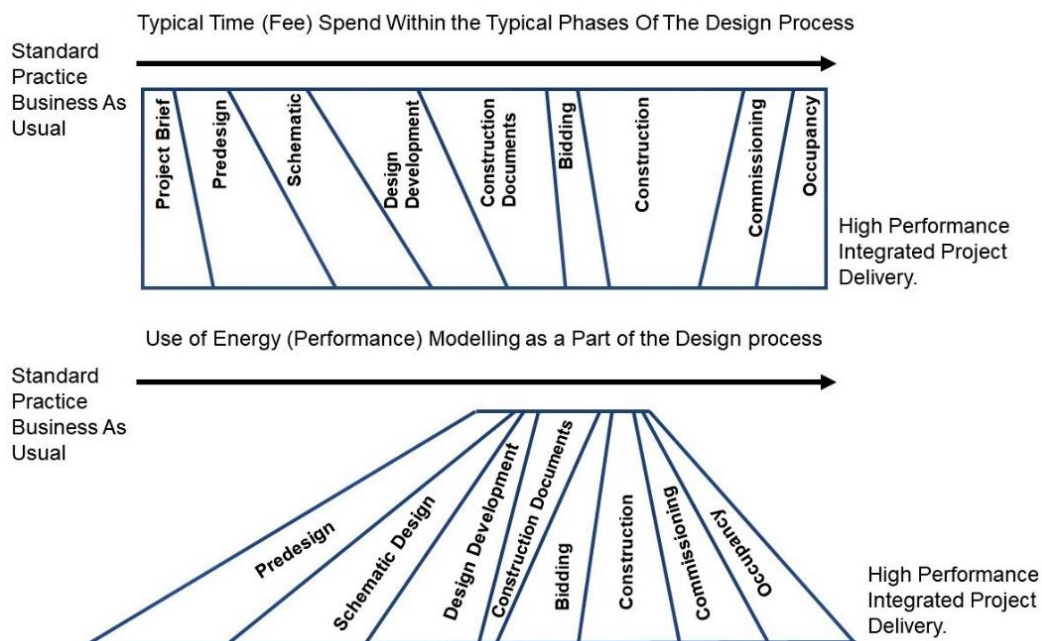 Typical Time (Fee) Spend Within the Typical Phases Of The Design Process
Standard
Practice
Business As
Usual
Project Brief
Predesign
Schematic
Design
Development
Construction
Documents
Bidding
Construction
Commissioning
Occupancy
High Performance
Integrated Project
Delivery.
Use of Energy (Performance) Modelling as a Part of the Design process
Standard
Practice
Business As
Usual
Predesign
Schematic Design
Design Development
Construction Documents
Bidding
Construction
Commissioning
Occupancy
High Performance
Integrated Project
Delivery.